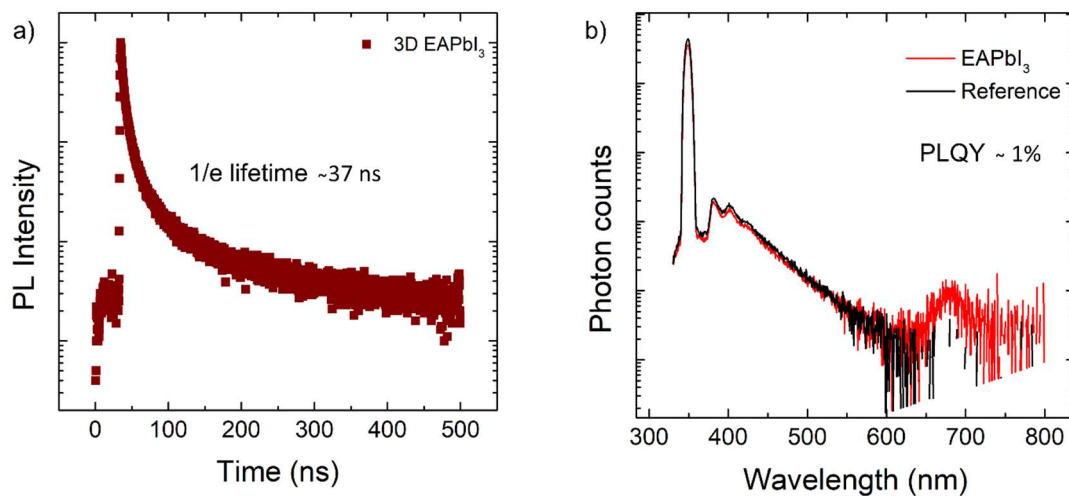 a)
3D EAPbI₃
1/e lifetime ~37 ns
PL Intensity
0 100 200 300 400 500
Time (ns)
b)
EAPbI₃
Reference
PLQY ~ 1%
Photon counts
300 400 500 600 700 800
Wavelength (nm)